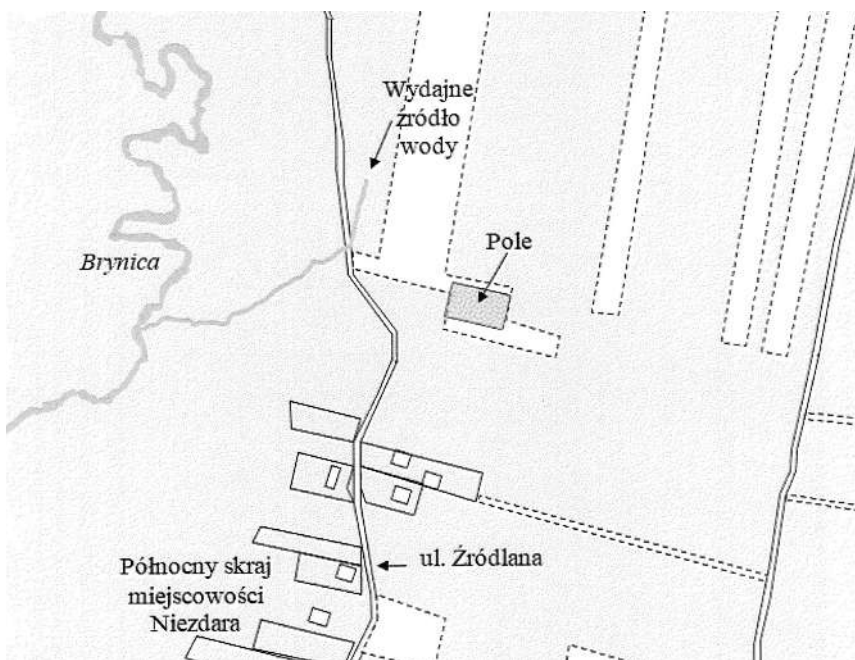 Wydajne
źródło
wody
Pole
Brynica
ul. Źródlana
Północny skraj
miejscowości
Niezdara